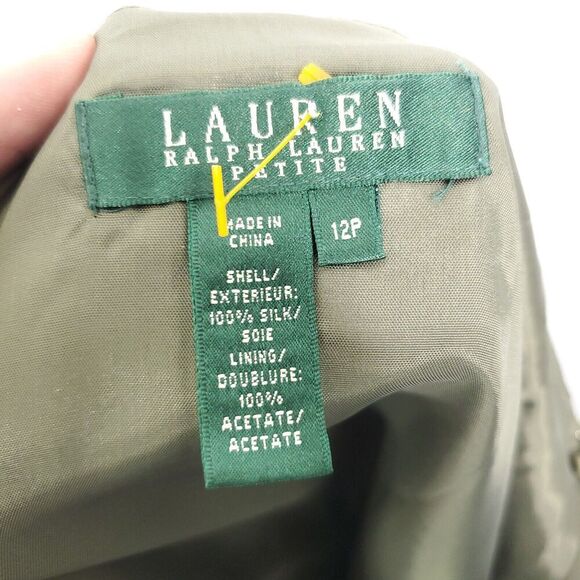 LAUREN
RALPH LAUREN
PETITE
MADE IN
CHINA
12P
SHELL/
EXTERIEUR:
100% SILK/
SOIE
LINING/
DOUBLURE:
100%
ACETATE/
ACETATE